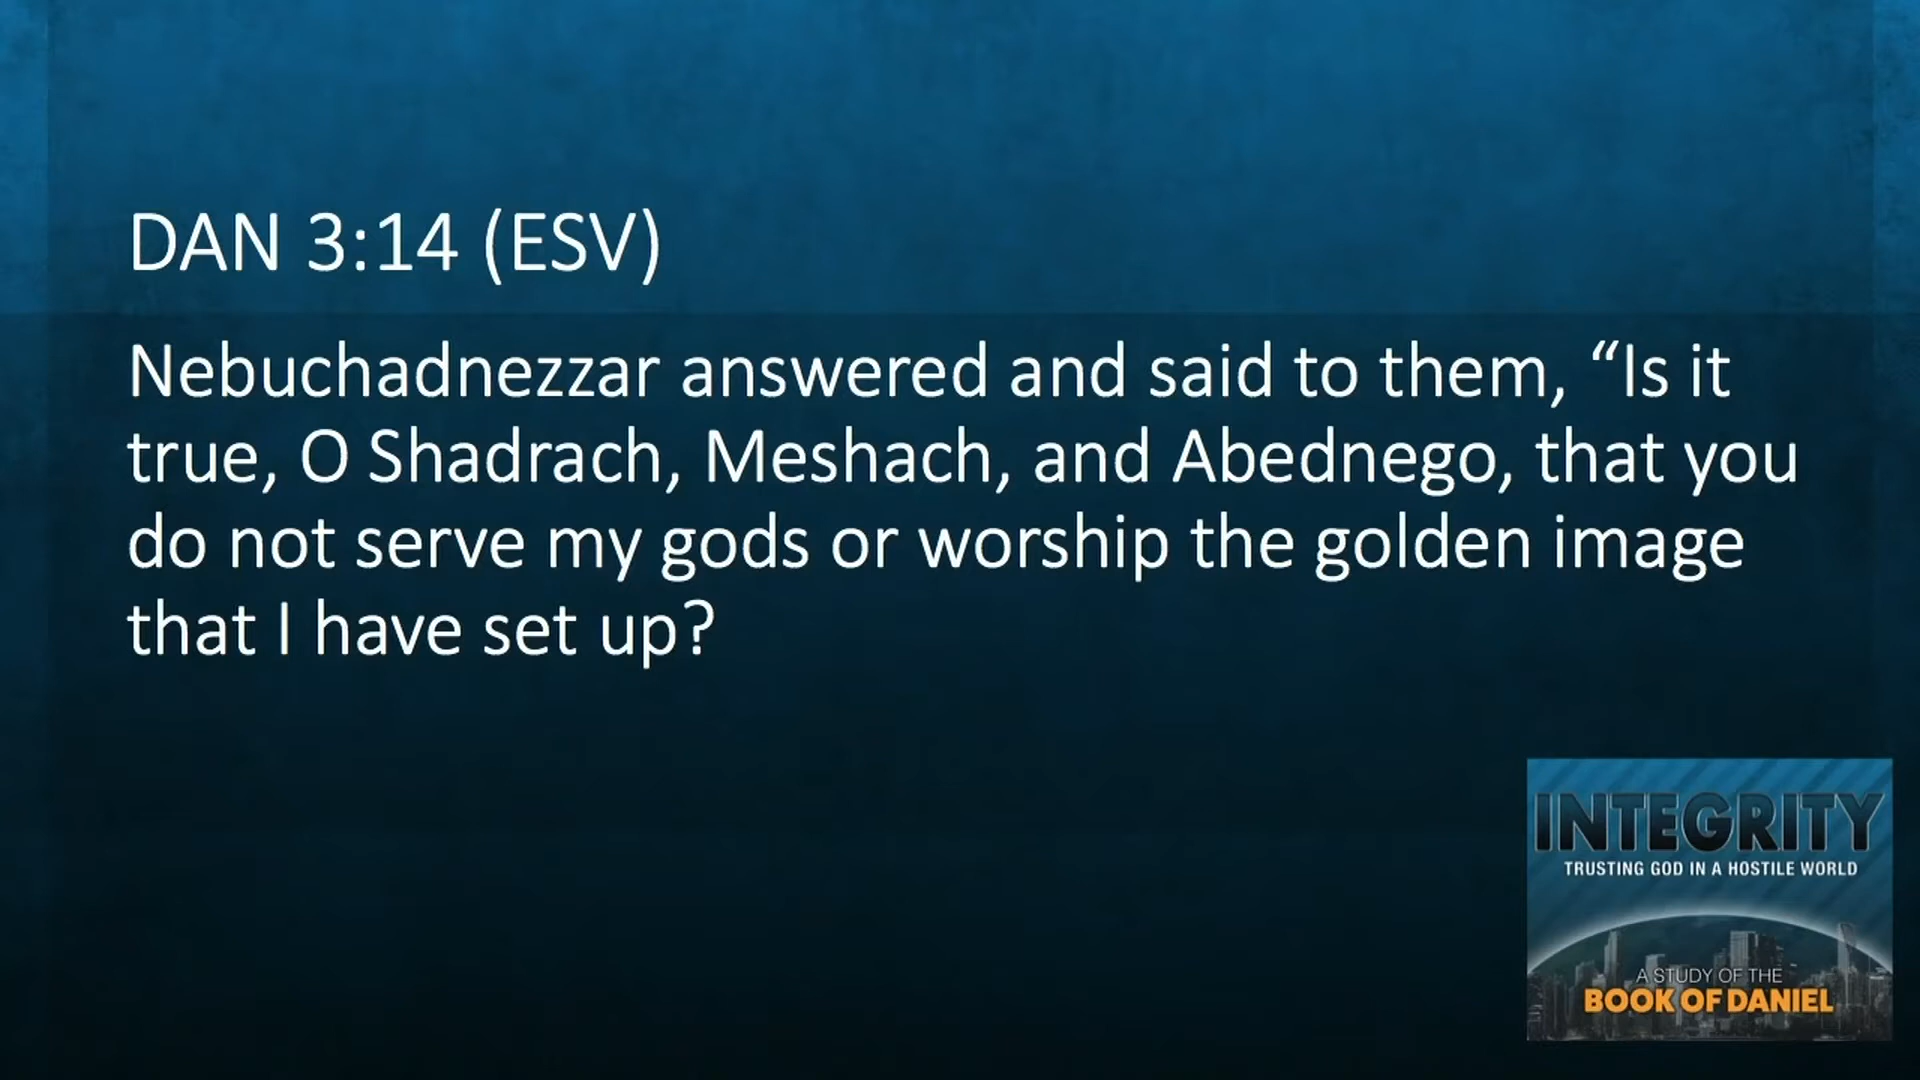 DAN 3:14 (ESV)
Nebuchadnezzar answered and said to them, “Is it
true, O Shadrach, Meshach, and Abednego, that you
do not serve my gods or worship the golden image
that I have set up?
INTEGRITY
TRUSTING GOD IN A HOSTILE WORLD
A STUDY OF THE
BOOK OF DANIEL